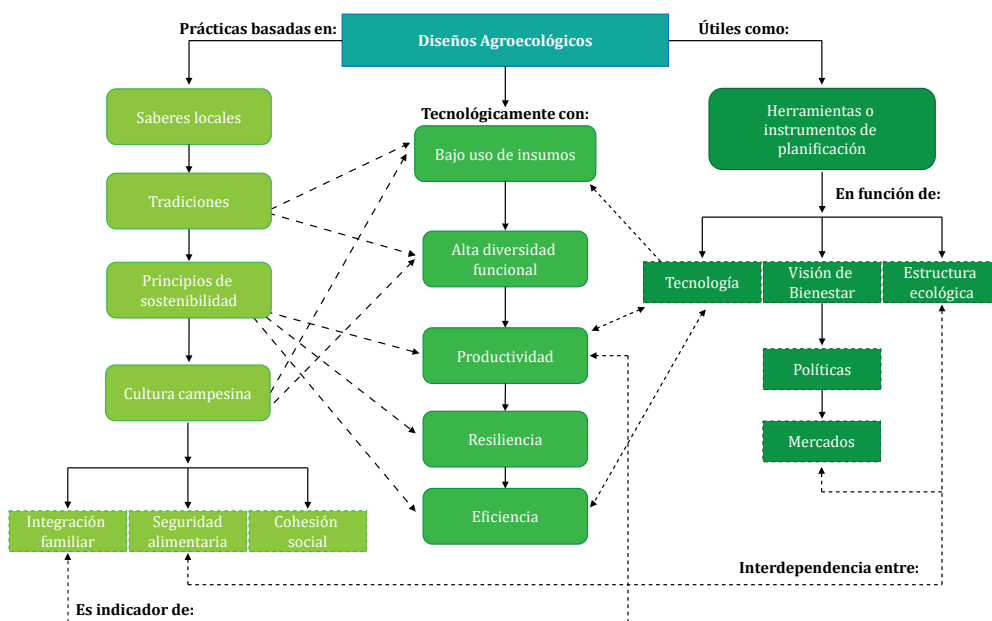 Prácticas basadas en:
Diseños Agroecológicos
Útiles como:
Saberes locales
Tradiciones
Principios de
sostenibilidad
Cultura campesina
Integración
familiar
Seguridad
alimentaria
Cohesión
social
Es indicador de:
Tecnológicamente con:
Bajo uso de insumos
Alta diversidad
funcional
Productividad
Resiliencia
Eficiencia
Herramientas o
instrumentos de
planificación
En función de:
Tecnología
Visión de
Bienestar
Estructura
ecológica
Políticas
Mercados
Interdependencia entre: